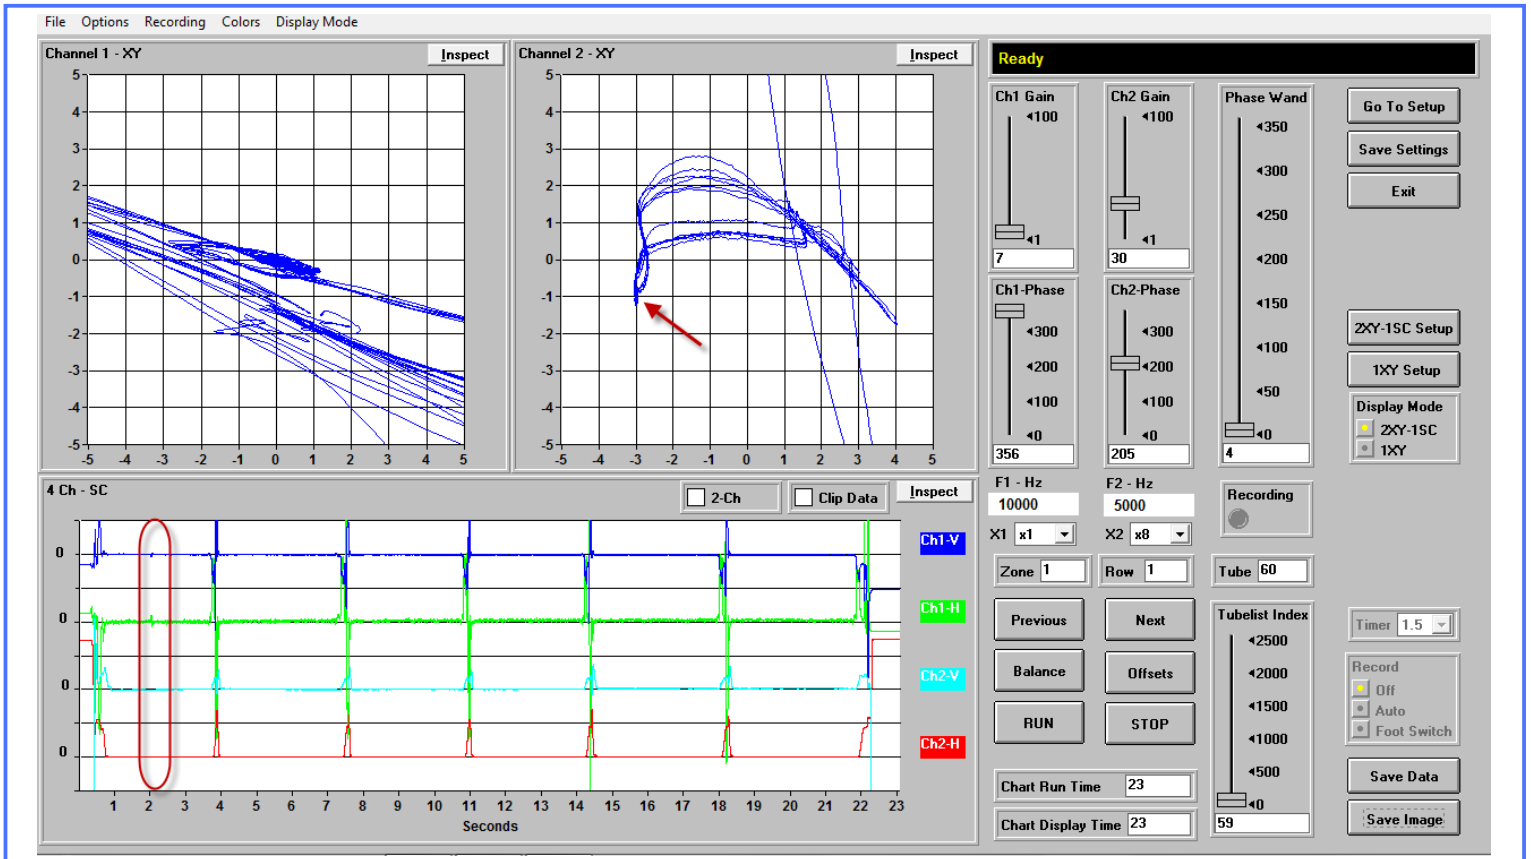 File Options Recording Colors Display Mode
Channel 1 - XY Inspect
5
4
3
2
1
0
-1
-2
-3
-4
-5
-5 -4 -3 -2 -1 0 1 2 3 4 5
Channel 2 - XY Inspect
5
4
3
2
1
0
-1
-2
-3
-4
-5
-5 -4 -3 -2 -1 0 1 2 3 4 5
4 Ch - SC
2-Ch Clip Data Inspect
0
0
0
0
Ch1-V
Ch1-H
Ch2-V
Ch2-H
1 2 3 4 5 6 7 8 9 10 11 12 13 14 15 16 17 18 19 20 21 22 23
Seconds
Ready
Ch1 Gain
100
1
7
Ch2 Gain
100
1
30
Phase Wand
350
300
250
200
150
100
50
0
4
Ch1-Phase
300
200
100
0
356
Ch2-Phase
300
200
100
0
205
Go To Setup
Save Settings
Exit
2XY-1SC Setup
1XY Setup
Display Mode
2XY-1SC
1XY
F1 - Hz
10000
F2 - Hz
5000
X1 x1
X2 x8
Recording
Zone 1 Row 1 Tube 60
Previous Next
Balance Offsets
RUN STOP
Tubelist Index
2500
2000
1500
1000
500
0
59
Timer 1.5
Record
Off
Auto
Foot Switch
Chart Run Time 23
Chart Display Time 23
Save Data
Save Image